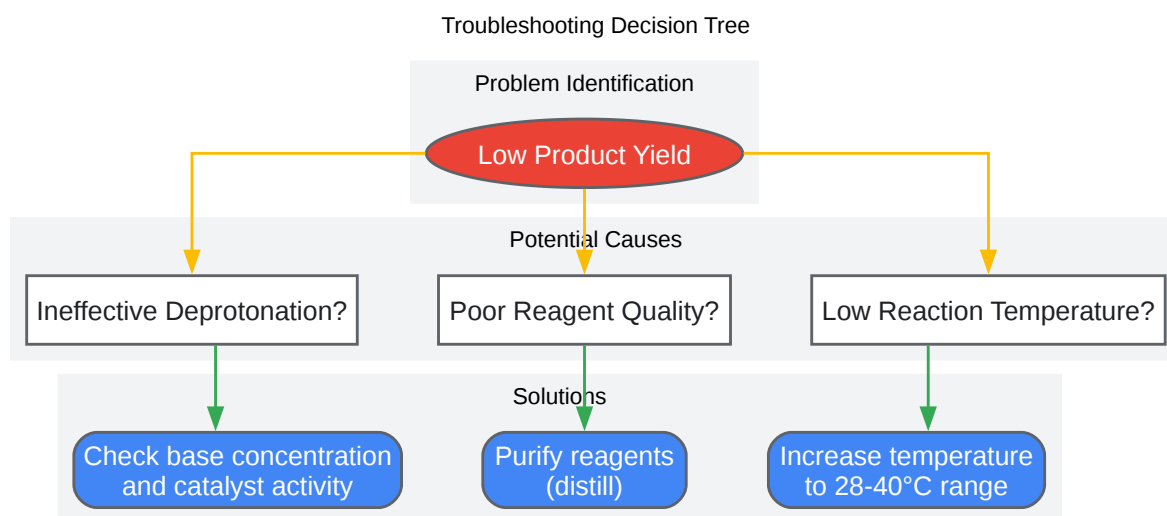 Troubleshooting Decision Tree
Problem Identification
Low Product Yield
Potential Causes
Ineffective Deprotonation?
Poor Reagent Quality?
Low Reaction Temperature?
Solutions
Check base concentration
and catalyst activity
Purify reagents
(distill)
Increase temperature
to 28-40°C range